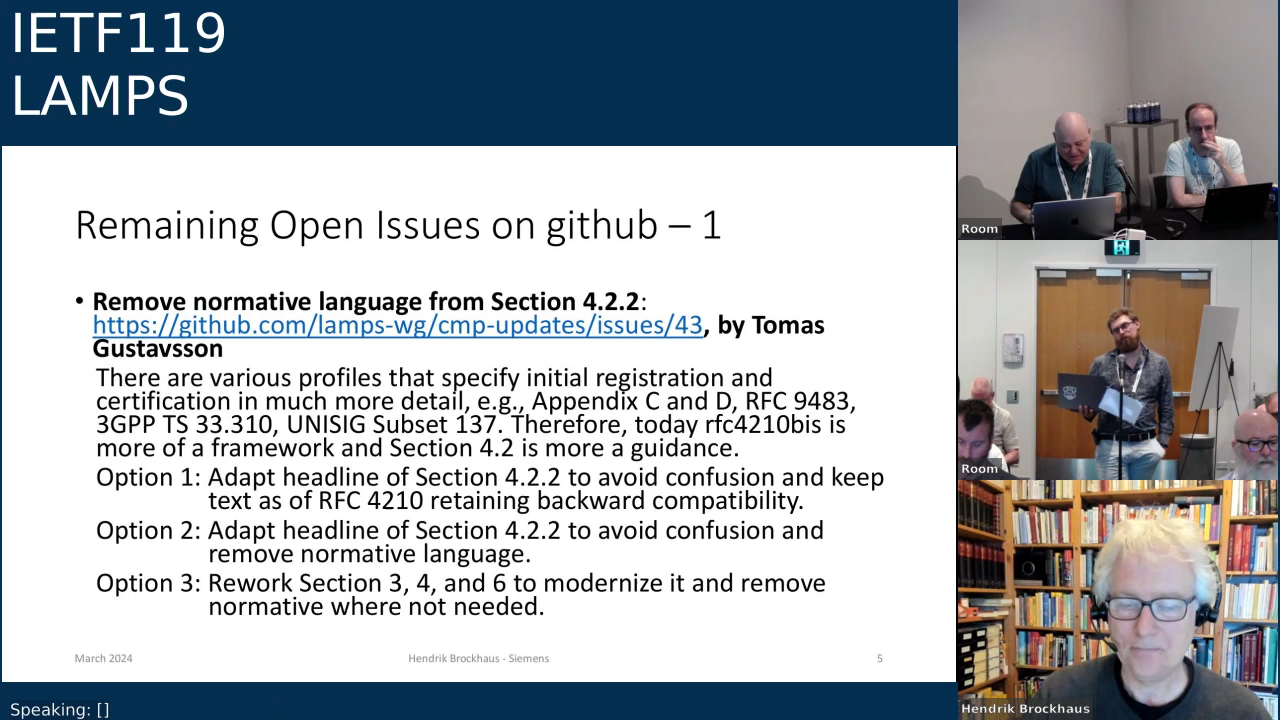 IETF119
LAMPS
Remaining Open Issues on github – 1
• Remove normative language from Section 4.2.2:
https://github.com/lamps-wg/cmp-updates/issues/43, by Tomas
Gustavsson
There are various profiles that specify initial registration and
certification in much more detail, e.g., Appendix C and D, RFC 9483,
3GPP TS 33.310, UNISIG Subset 137. Therefore, today rfc4210bis is
more of a framework and Section 4.2 is more a guidance.
Option 1: Adapt headline of Section 4.2.2 to avoid confusion and keep
text as of RFC 4210 retaining backward compatibility.
Option 2: Adapt headline of Section 4.2.2 to avoid confusion and
remove normative language.
Option 3: Rework Section 3, 4, and 6 to modernize it and remove
normative where not needed.
March 2024
Hendrik Brockhaus - Siemens
5
Speaking: []
Room
Room
Hendrik Brockhaus